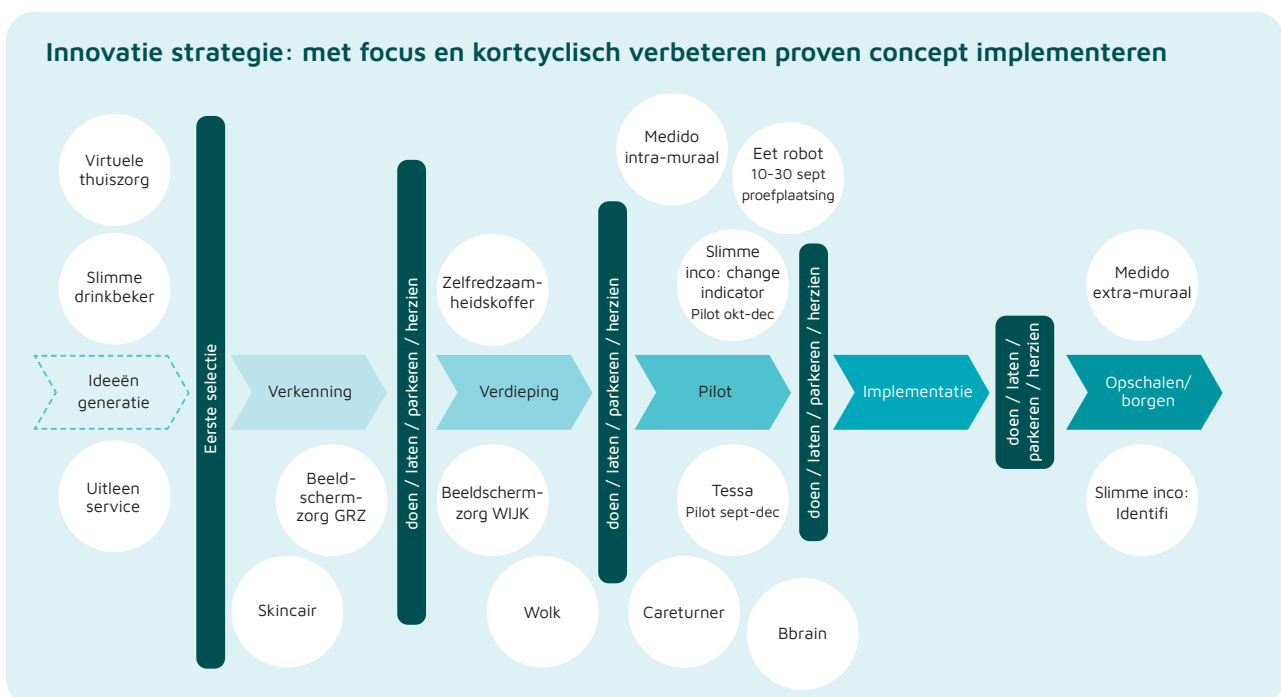 Innovatie strategie: met focus en kortcyclisch verbeteren proven concept implementeren
Virtuele
thuiszorg
Slimme
drinkbeker
Ideeën
generatie
Uitleen
service
Eerste selectie
Verkenning
Beeld-
scherm-
zorg GRZ
Skincair
doen / laten / parkeren / herzien
Zelfredzaam-
heidskoffer
Verdieping
Beeldscherm-
zorg WIJK
Wolk
doen / laten / parkeren / herzien
Medido
intra-muraal
Eet robot
10-30 sept
proefplaatsing
Slimme
inco: change
indicator
Pilot okt-dec
Pilot
Tessa
Pilot sept-dec
Careturner
Bbrain
doen / laten / parkeren / herzien
Implementatie
doen / laten /
parkeren / herzien
Medido
extra-muraal
Opschalen/
borgen
Slimme inco:
Identifi